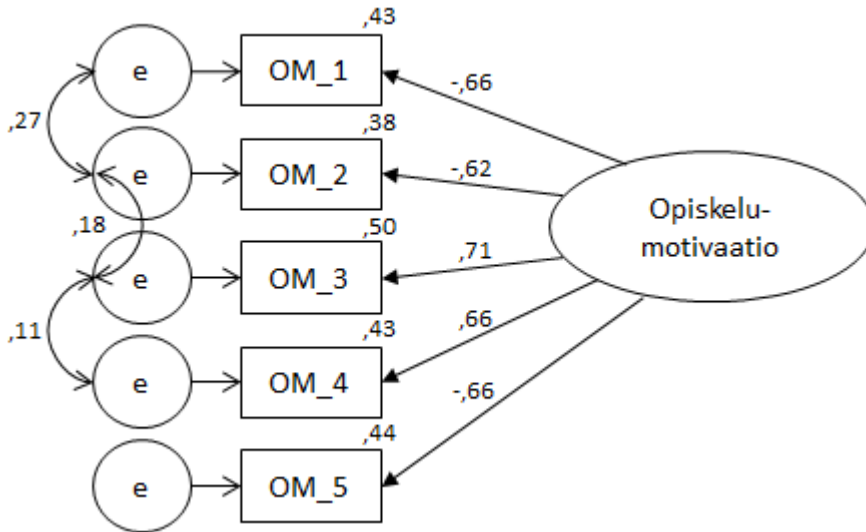 ,43
e
OM_1
-,66
,27
,38
e
OM_2
-,62
Opiskelu-
motivaatio
,18
,50
e
OM_3
,71
,11
,43
e
OM_4
,66
-,66
,44
e
OM_5